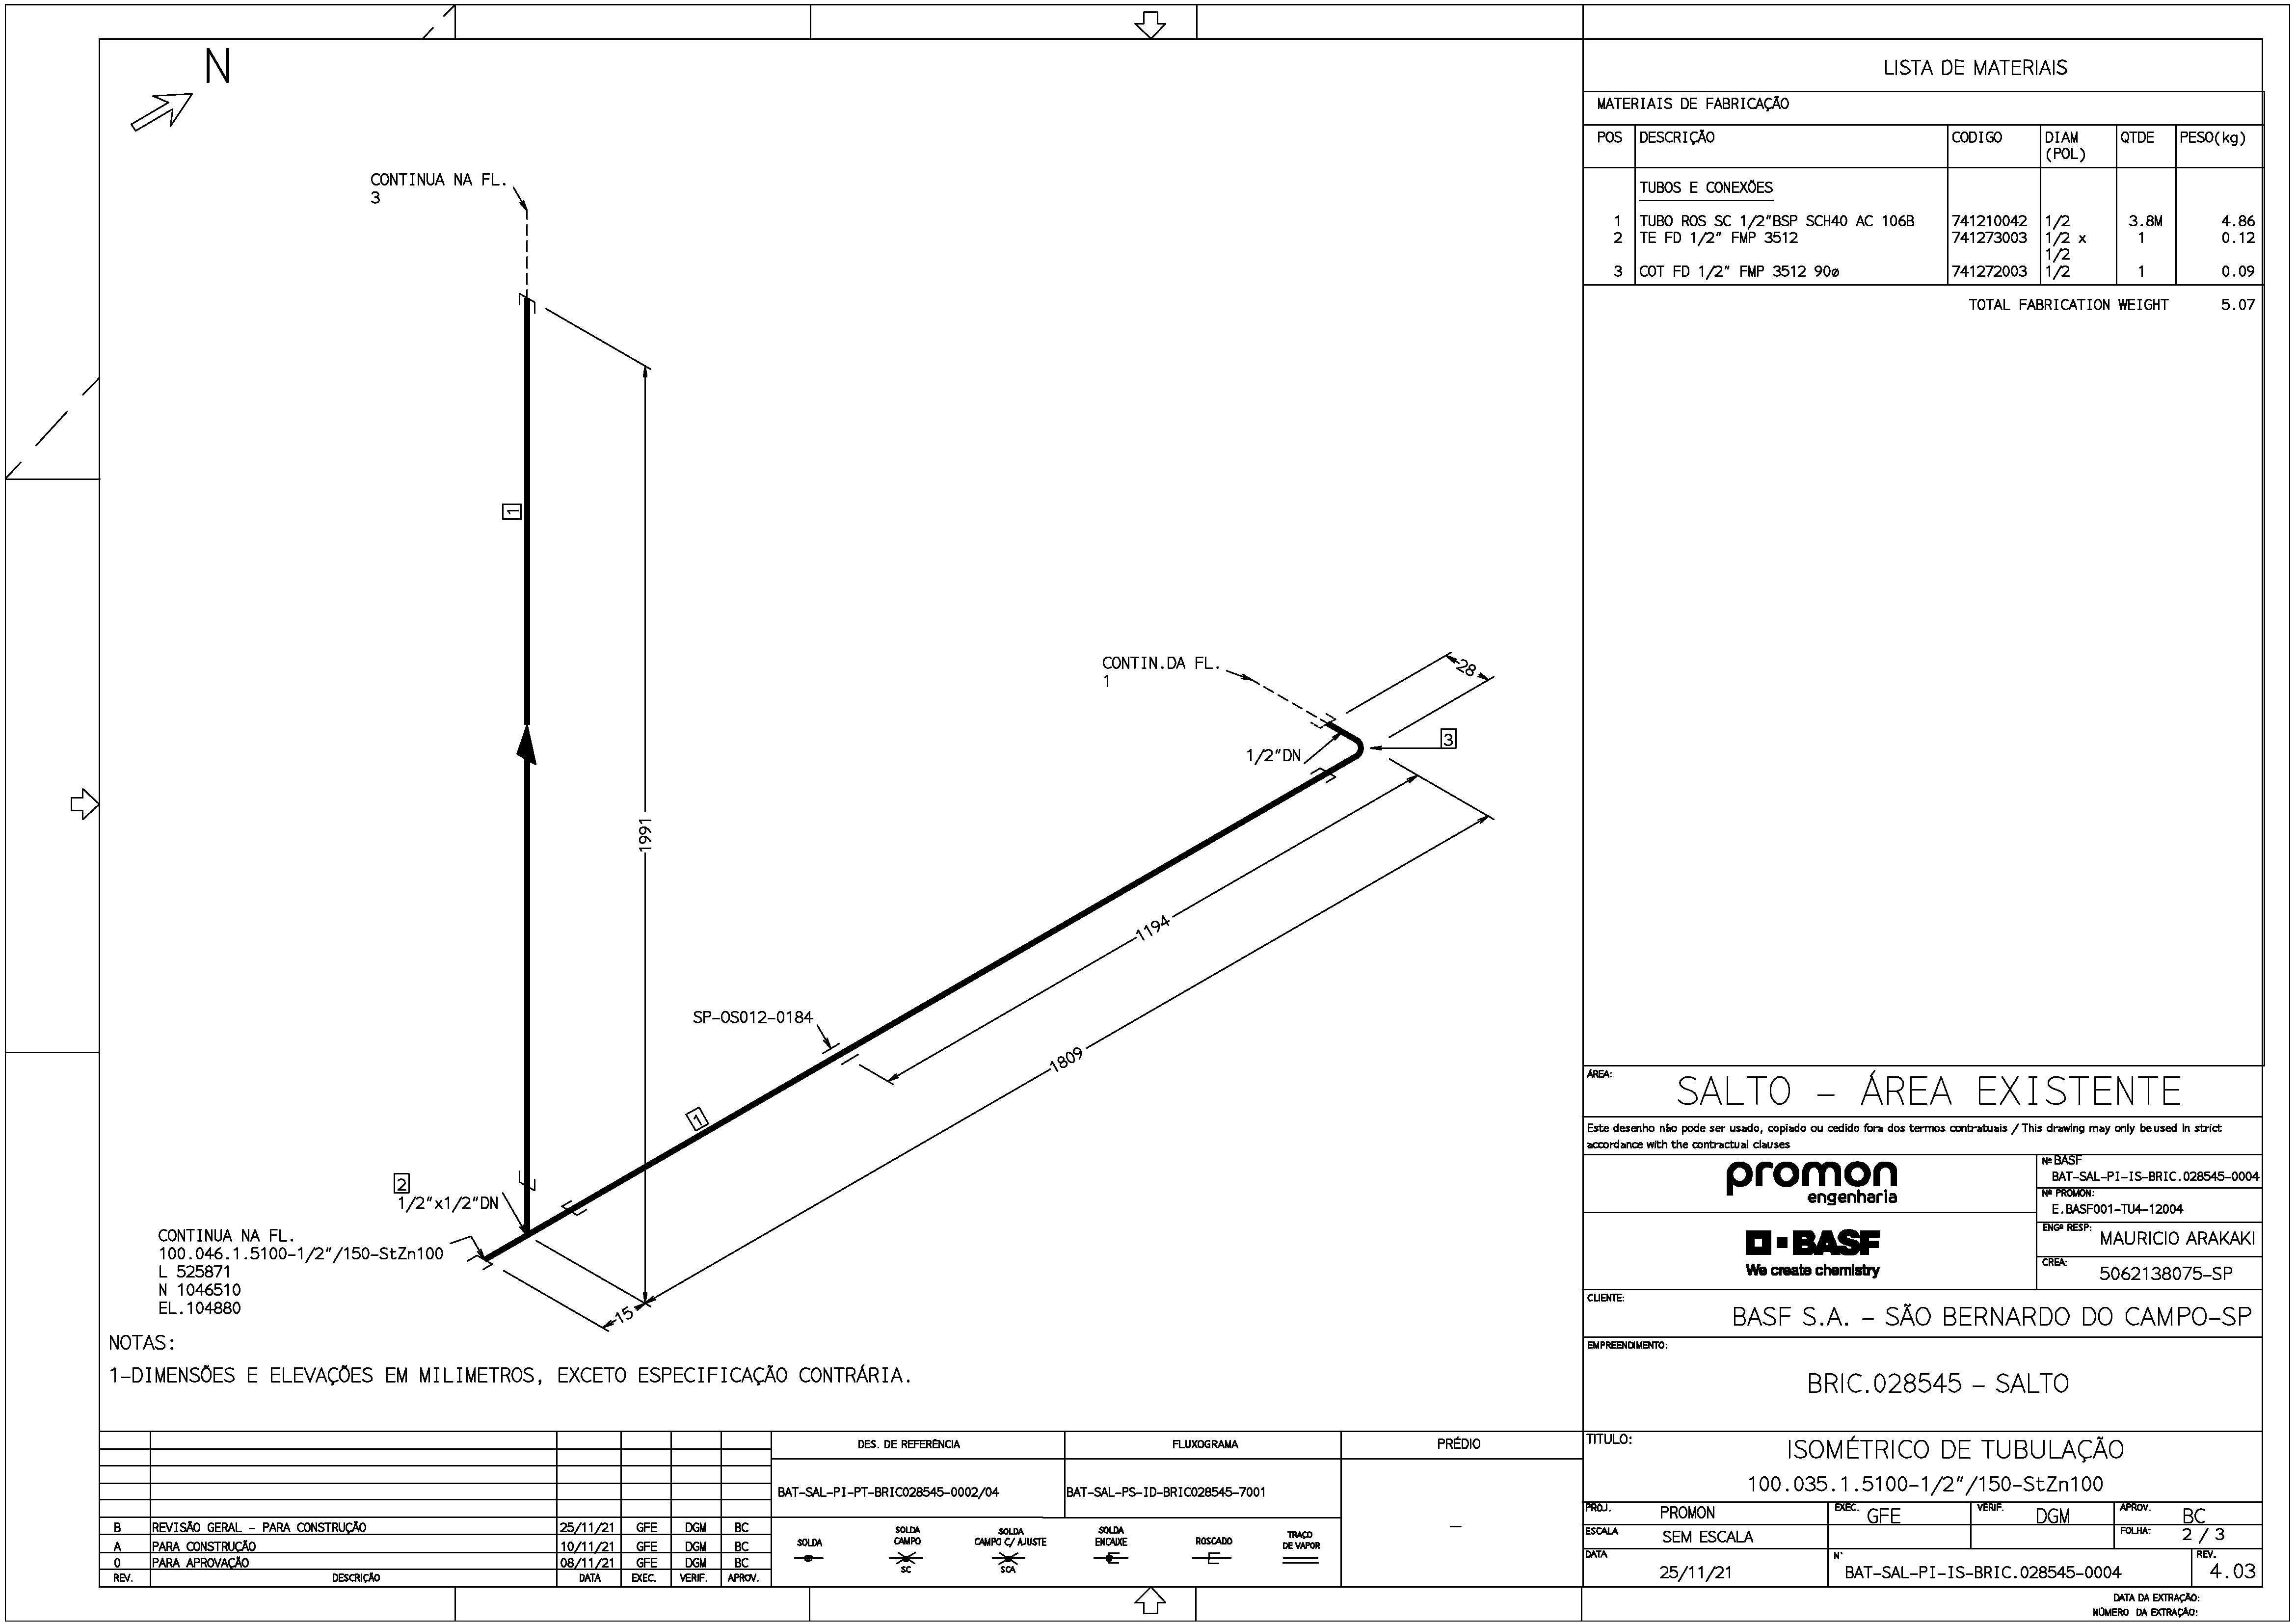 N
CONTINUA NA FL.
3
1
1991
CONTIN.DA FL.
1
28
1/2"DN
3
1194
1809
SP-OS012-0184
1
2
1/2"x1/2"DN
CONTINUA NA FL.
100.046.1.5100-1/2"/150-StZn100
L 525871
N 1046510
EL.104880
15
NOTAS:
1-DIMENSÕES E ELEVAÇÕES EM MILIMETROS, EXCETO ESPECIFICAÇÃO CONTRÁRIA.
LISTA DE MATERIAIS
MATERIAIS DE FABRICAÇÃO
POS DESCRIÇÃO CODIGO DIAM (POL) QTDE PESO(kg)
TUBOS E CONEXÕES
1 TUBO ROS SC 1/2"BSP SCH40 AC 106B 741210042 1/2 3.8M 4.86
2 TE FD 1/2" FMP 3512 741273003 1/2 x 1/2 1 0.12
3 COT FD 1/2" FMP 3512 90ø 741272003 1/2 1 0.09
TOTAL FABRICATION WEIGHT 5.07
ÁREA:
SALTO - ÁREA EXISTENTE
Este desenho não pode ser usado, copiado ou cedido fora dos termos contratuais / This drawing may only be used in strict
accordance with the contractual clauses
promon
engenharia
Nº BASF
BAT-SAL-PI-IS-BRIC.028545-0004
Nº PROMON:
E.BASF001-TU4-12004
BASF
We create chemistry
ENGº RESP:
MAURICIO ARAKAKI
CREA:
5062138075-SP
CLIENTE:
BASF S.A. - SÃO BERNARDO DO CAMPO-SP
EMPREENDIMENTO:
BRIC.028545 - SALTO
TITULO:
ISOMÉTRICO DE TUBULAÇÃO
100.035.1.5100-1/2"/150-StZn100
PROJ. PROMON EXEC. GFE VERIF. DGM APROV. BC
ESCALA SEM ESCALA FOLHA: 2 / 3
DATA 25/11/21 N° BAT-SAL-PI-IS-BRIC.028545-0004 REV. 4.03
DATA DA EXTRAÇÃO:
NÚMERO DA EXTRAÇÃO:
B REVISÃO GERAL - PARA CONSTRUÇÃO 25/11/21 GFE DGM BC
A PARA CONSTRUÇÃO 10/11/21 GFE DGM BC
0 PARA APROVAÇÃO 08/11/21 GFE DGM BC
REV. DESCRIÇÃO DATA EXEC. VERIF. APROV.
DES. DE REFERÊNCIA FLUXOGRAMA PRÉDIO
BAT-SAL-PI-PT-BRIC028545-0002/04 BAT-SAL-PS-ID-BRIC028545-7001 -
SOLDA
SOLDA CAMPO
SC
SOLDA CAMPO C/ AJUSTE
SCA
SOLDA ENCAIXE
ROSCADO
TRAÇO DE VAPOR